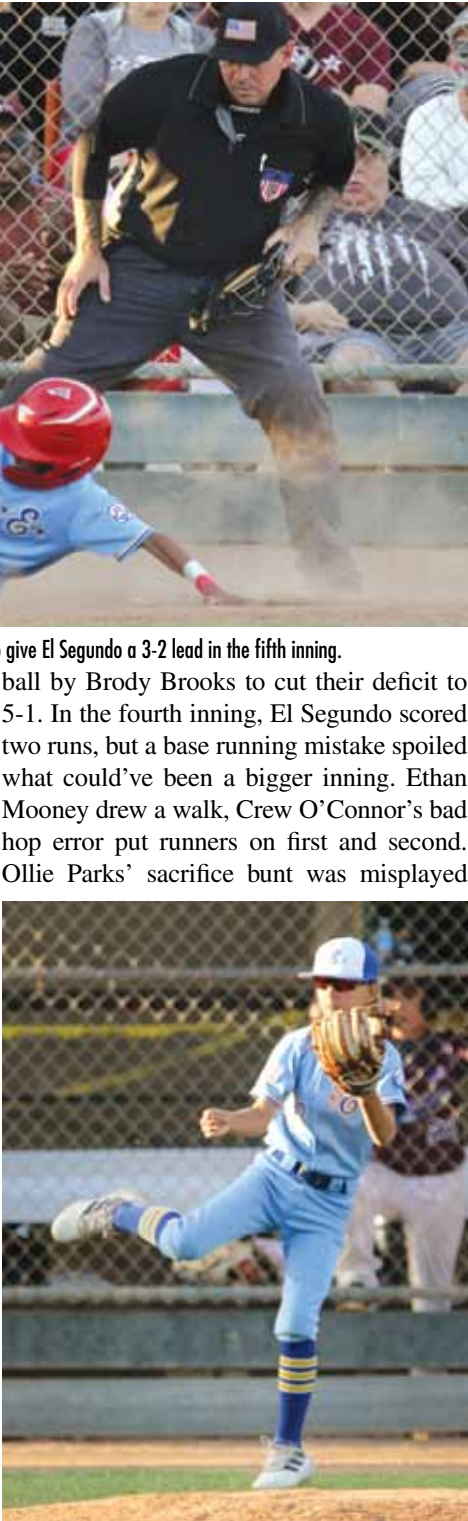 give El Segundo a 3-2 lead in the fifth inning.
ball by Brody Brooks to cut their deficit to
5-1. In the fourth inning, El Segundo scored
two runs, but a base running mistake spoiled
what could’ve been a bigger inning. Ethan
Mooney drew a walk, Crew O’Connor’s bad
hop error put runners on first and second.
Ollie Parks’ sacrifice bunt was misplayed